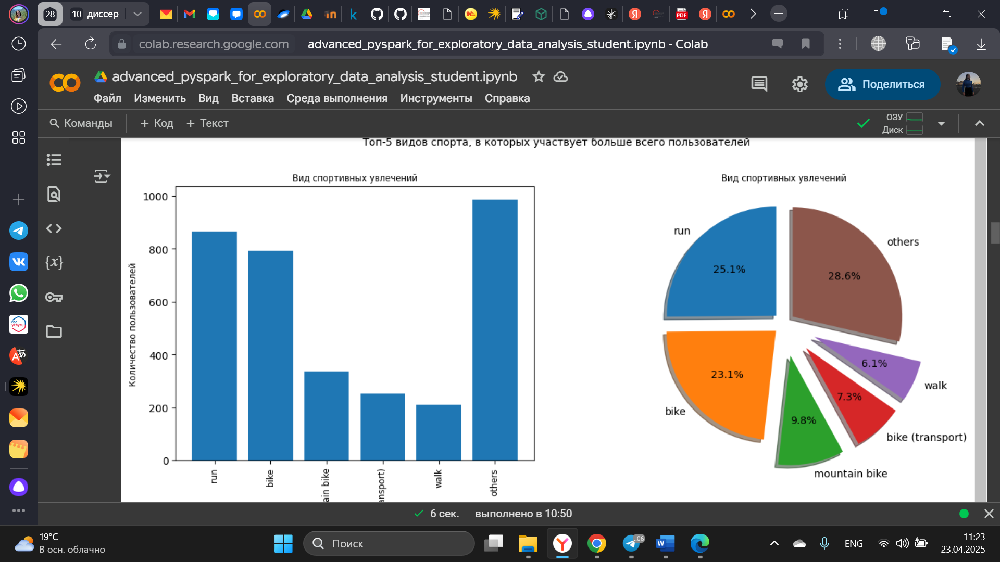 28
10 диссер
colab.research.google.com
advanced_pyspark_for_exploratory_data_analysis_student.ipynb - Colab
advanced_pyspark_for_exploratory_data_analysis_student.ipynb
Поделиться
Файл Изменить Вид Вставка Среда выполнения Инструменты Справка
Команды + Код + Текст
ОЗУ
Диск
Топ-5 видов спорта, в которых участвует больше всего пользователей
Вид спортивных увлечений
Количество пользователей
1000
800
600
400
200
0
run
bike
ain bike
ansport)
walk
others
Вид спортивных увлечений
run
25.1%
others
28.6%
bike
23.1%
mountain bike
9.8%
bike (transport)
7.3%
walk
6.1%
6 сек. выполнено в 10:50
19°C
В осн. облачно
Поиск
..06
ENG
11:23
23.04.2025